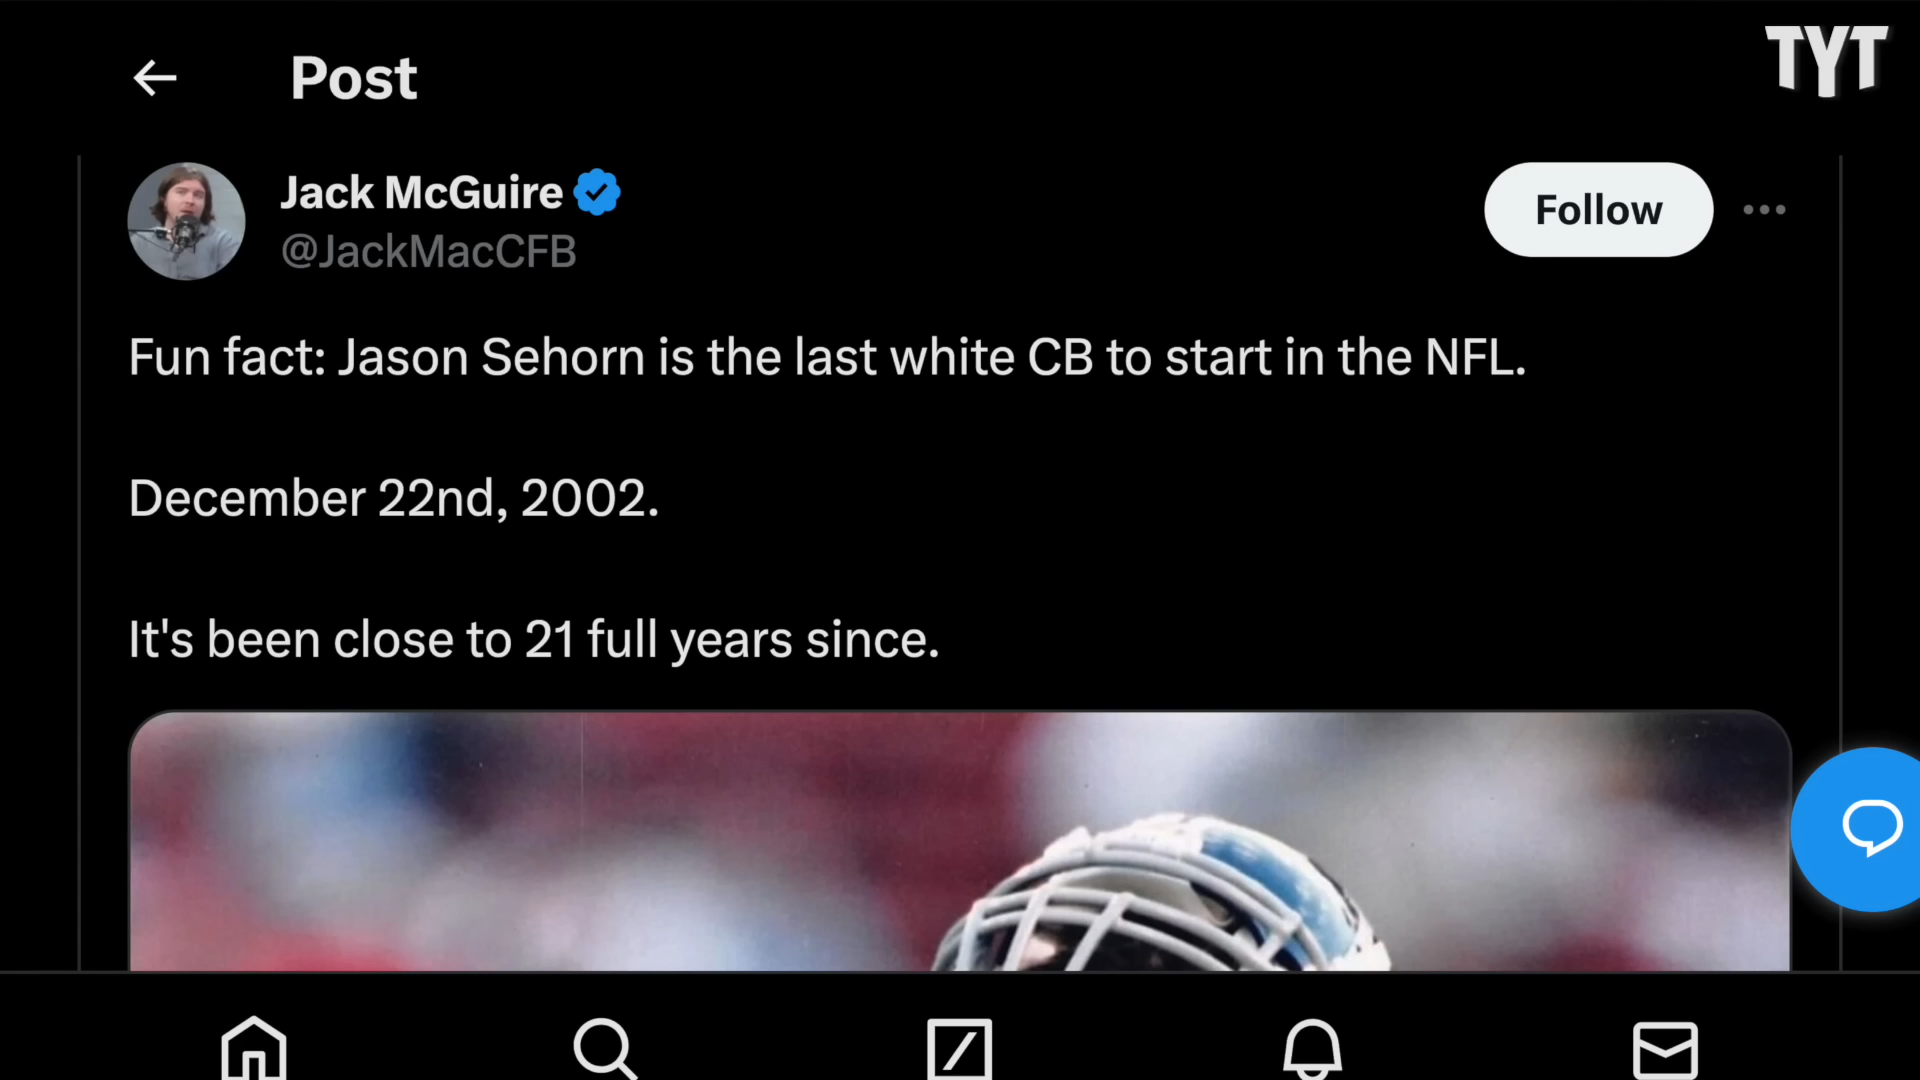 Post
TYT
Jack McGuire
@JackMacCFB
Follow
Fun fact: Jason Sehorn is the last white CB to start in the NFL.
December 22nd, 2002.
It's been close to 21 full years since.